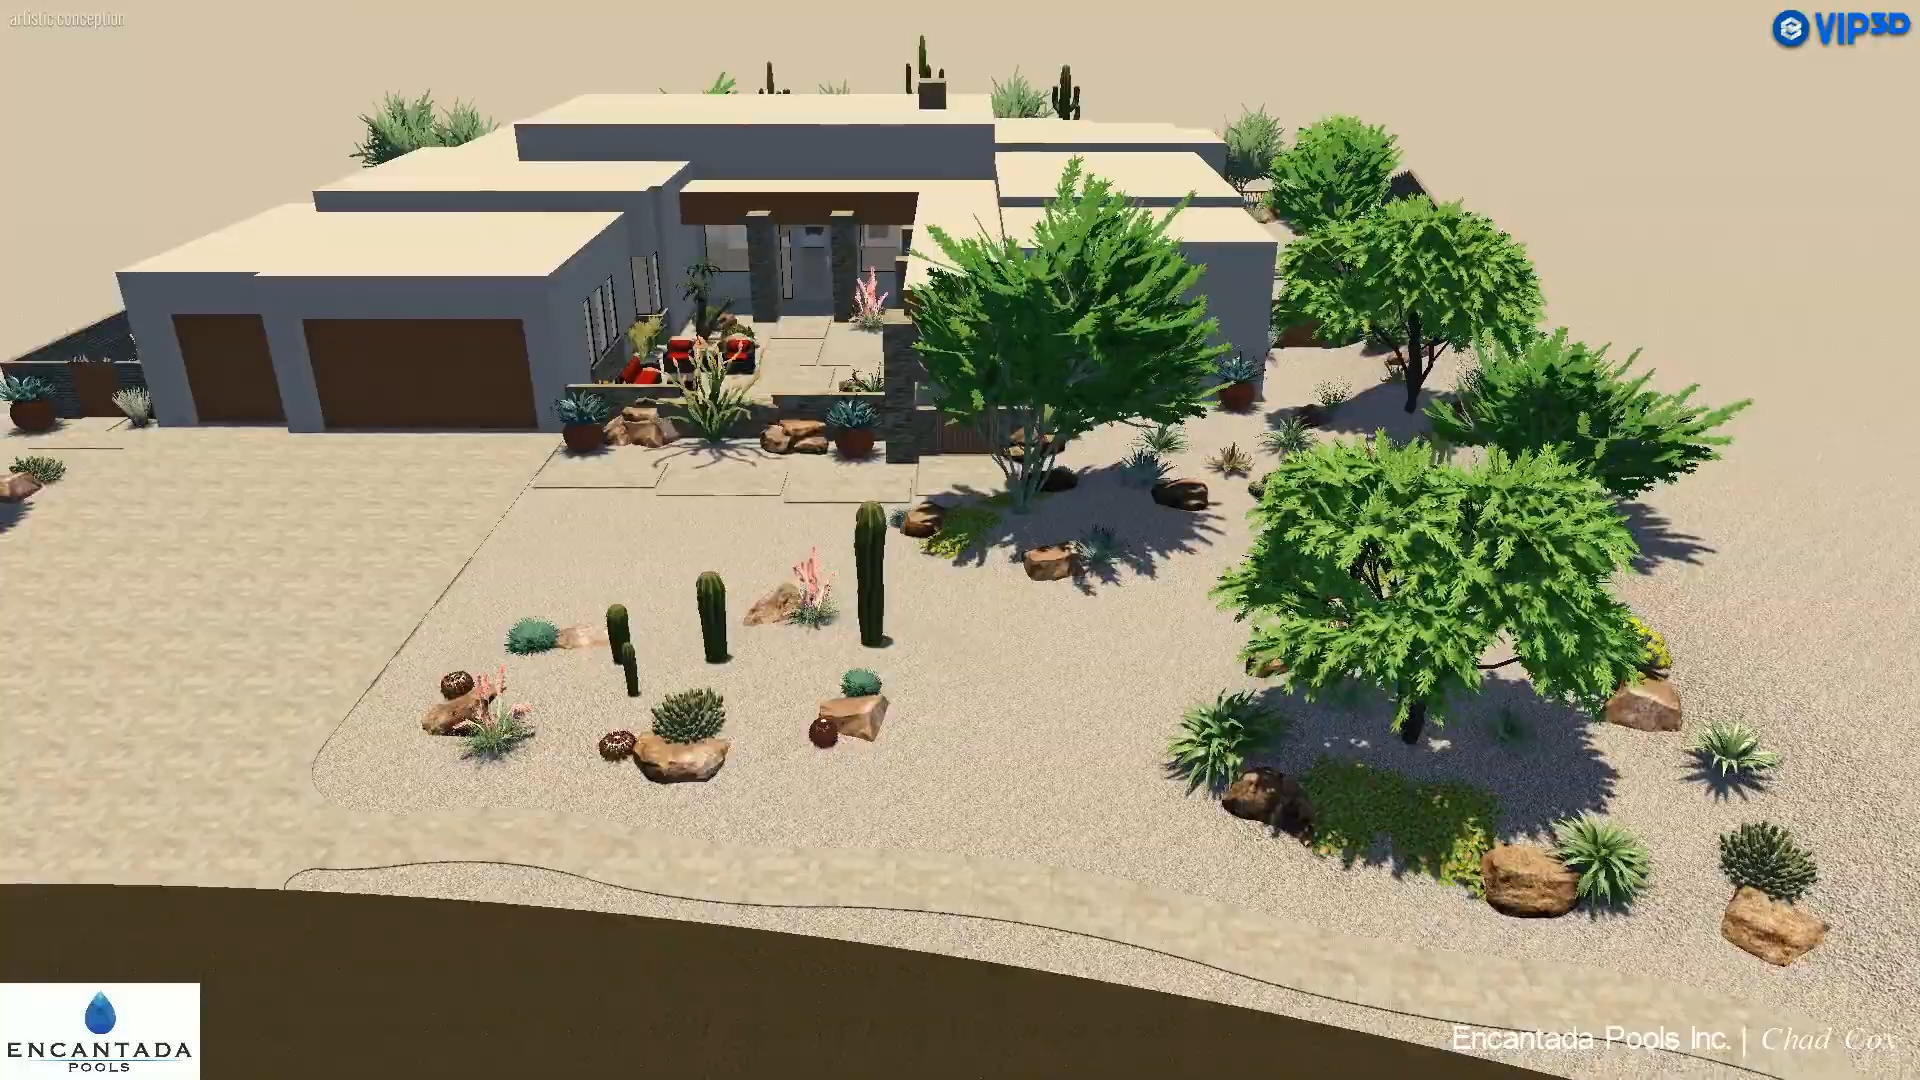 artistic conception
VIP3D
ENCANTADA
POOLS
Encantada Pools Inc. | Chad Cox